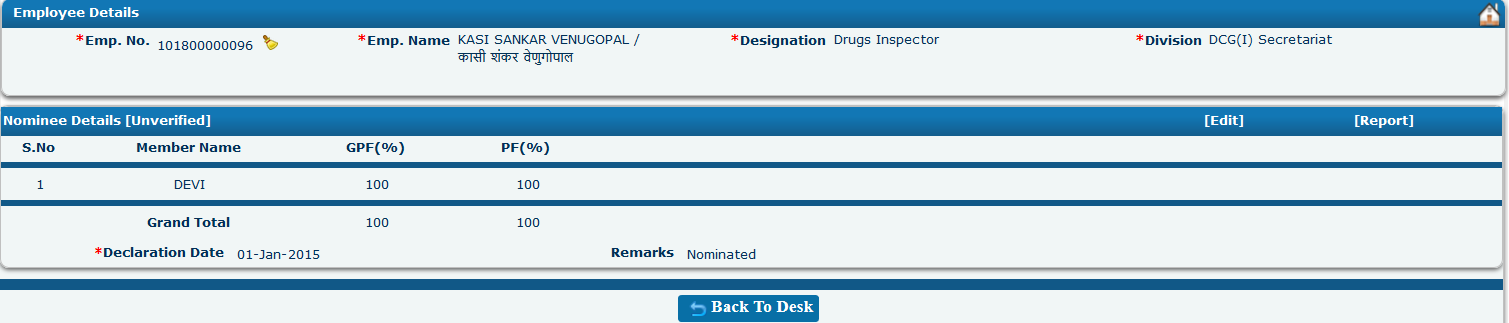 Employee Details
*Emp. No. 101800000096 *Emp. Name KASI SANKAR VENUGOPAL / *Designation Drugs Inspector *Division DCG(I) Secretariat
कासी शंकर वेणुगोपाल
Nominee Details [Unverified] [Edit] [Report]
S.No Member Name GPF(%) PF(%)
1 DEVI 100 100
Grand Total 100 100
*Declaration Date 01-Jan-2015 Remarks Nominated
Back To Desk